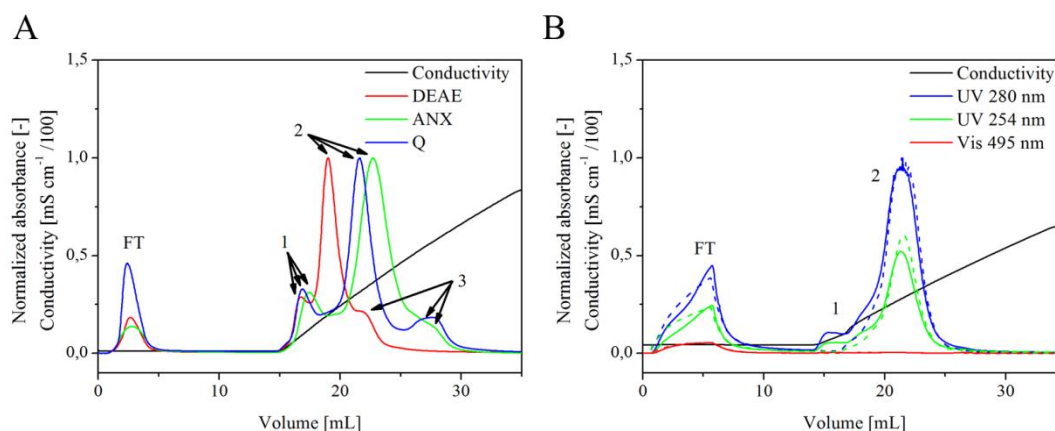 A
1,5
1.0
0.5
0.0
0
10
20
30
Normalized absorbance [-]
Conductivity [mS cm⁻¹ /100]
Volume [mL]
Conductivity
DEAE
ANX
Q
FT
1
2
3
B
1,5
1.0
0.5
0.0
0
10
20
30
Normalized absorbance [-]
Conductivity [mS cm⁻¹ /100]
Volume [mL]
Conductivity
UV 280 nm
UV 254 nm
Vis 495 nm
FT
1
2